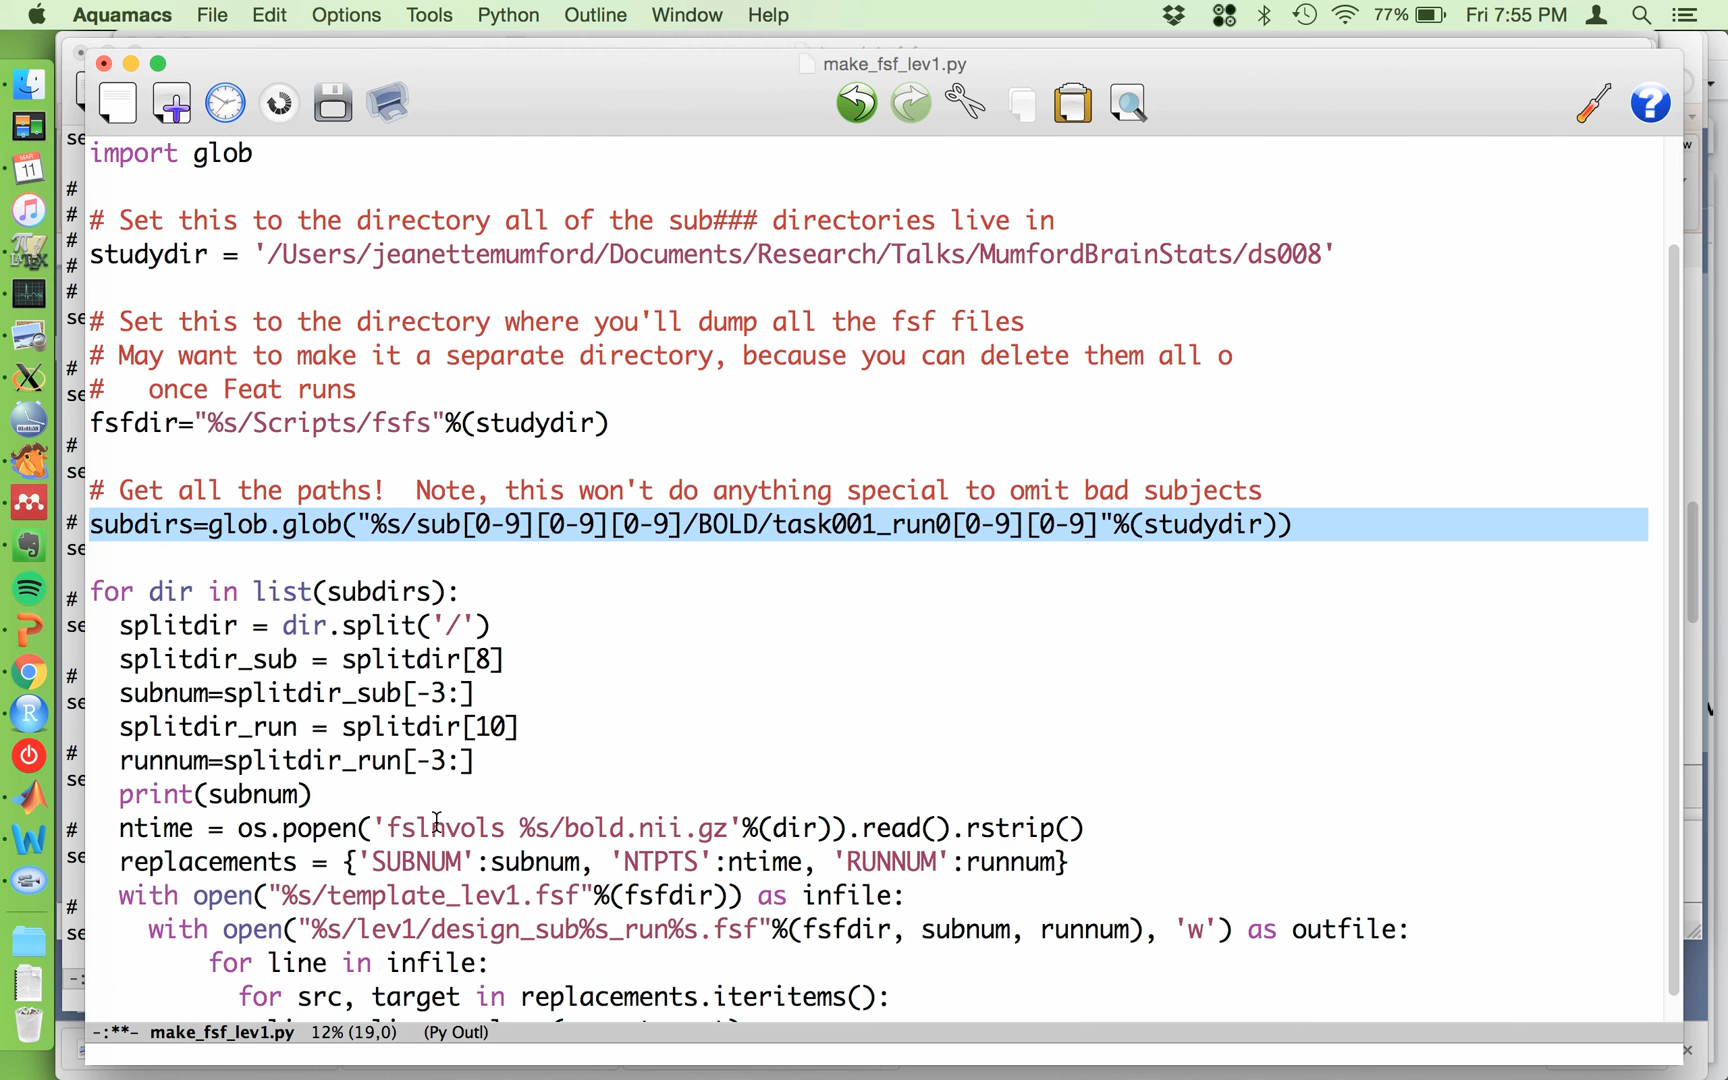 Aquamacs File Edit Options Tools Python Outline Window Help 77% Fri 7:55 PM
make_fsf_lev1.py
import glob
# Set this to the directory all of the sub### directories live in
studydir = '/Users/jeanettemumford/Documents/Research/Talks/MumfordBrainStats/ds008'
# Set this to the directory where you'll dump all the fsf files
# May want to make it a separate directory, because you can delete them all o
#   once Feat runs
fsfdir="%s/Scripts/fsfs"%(studydir)
# Get all the paths!  Note, this won't do anything special to omit bad subjects
subdirs=glob.glob("%s/sub[0-9][0-9][0-9]/BOLD/task001_run0[0-9][0-9]"%(studydir))
for dir in list(subdirs):
  splitdir = dir.split('/')
  splitdir_sub = splitdir[8]
  subnum=splitdir_sub[-3:]
  splitdir_run = splitdir[10]
  runnum=splitdir_run[-3:]
  print(subnum)
  ntime = os.popen('fslnvols %s/bold.nii.gz'%(dir)).read().rstrip()
  replacements = {'SUBNUM':subnum, 'NTPTS':ntime, 'RUNNUM':runnum}
  with open("%s/template_lev1.fsf"%(fsfdir)) as infile:
    with open("%s/lev1/design_sub%s_run%s.fsf"%(fsfdir, subnum, runnum), 'w') as outfile:
        for line in infile:
          for src, target in replacements.iteritems():
-:**-  make_fsf_lev1.py  12% (19,0)  (Py Outl)